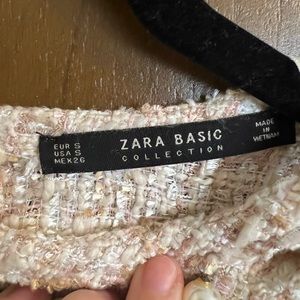 EUR S
USA S
MEX 26
ZARA BASIC
COLLECTION
MADE
IN
VIETNAM